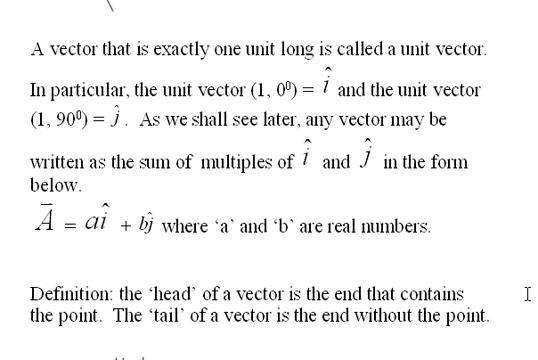 A vector that is exactly one unit long is called a unit vector.
In particular, the unit vector (1, 0⁰) = î and the unit vector
(1, 90⁰) = ĵ. As we shall see later, any vector may be
written as the sum of multiples of î and ĵ in the form
below.
A̅ = aî + bĵ where ‘a’ and ‘b’ are real numbers.
Definition: the ‘head’ of a vector is the end that contains
the point. The ‘tail’ of a vector is the end without the point.